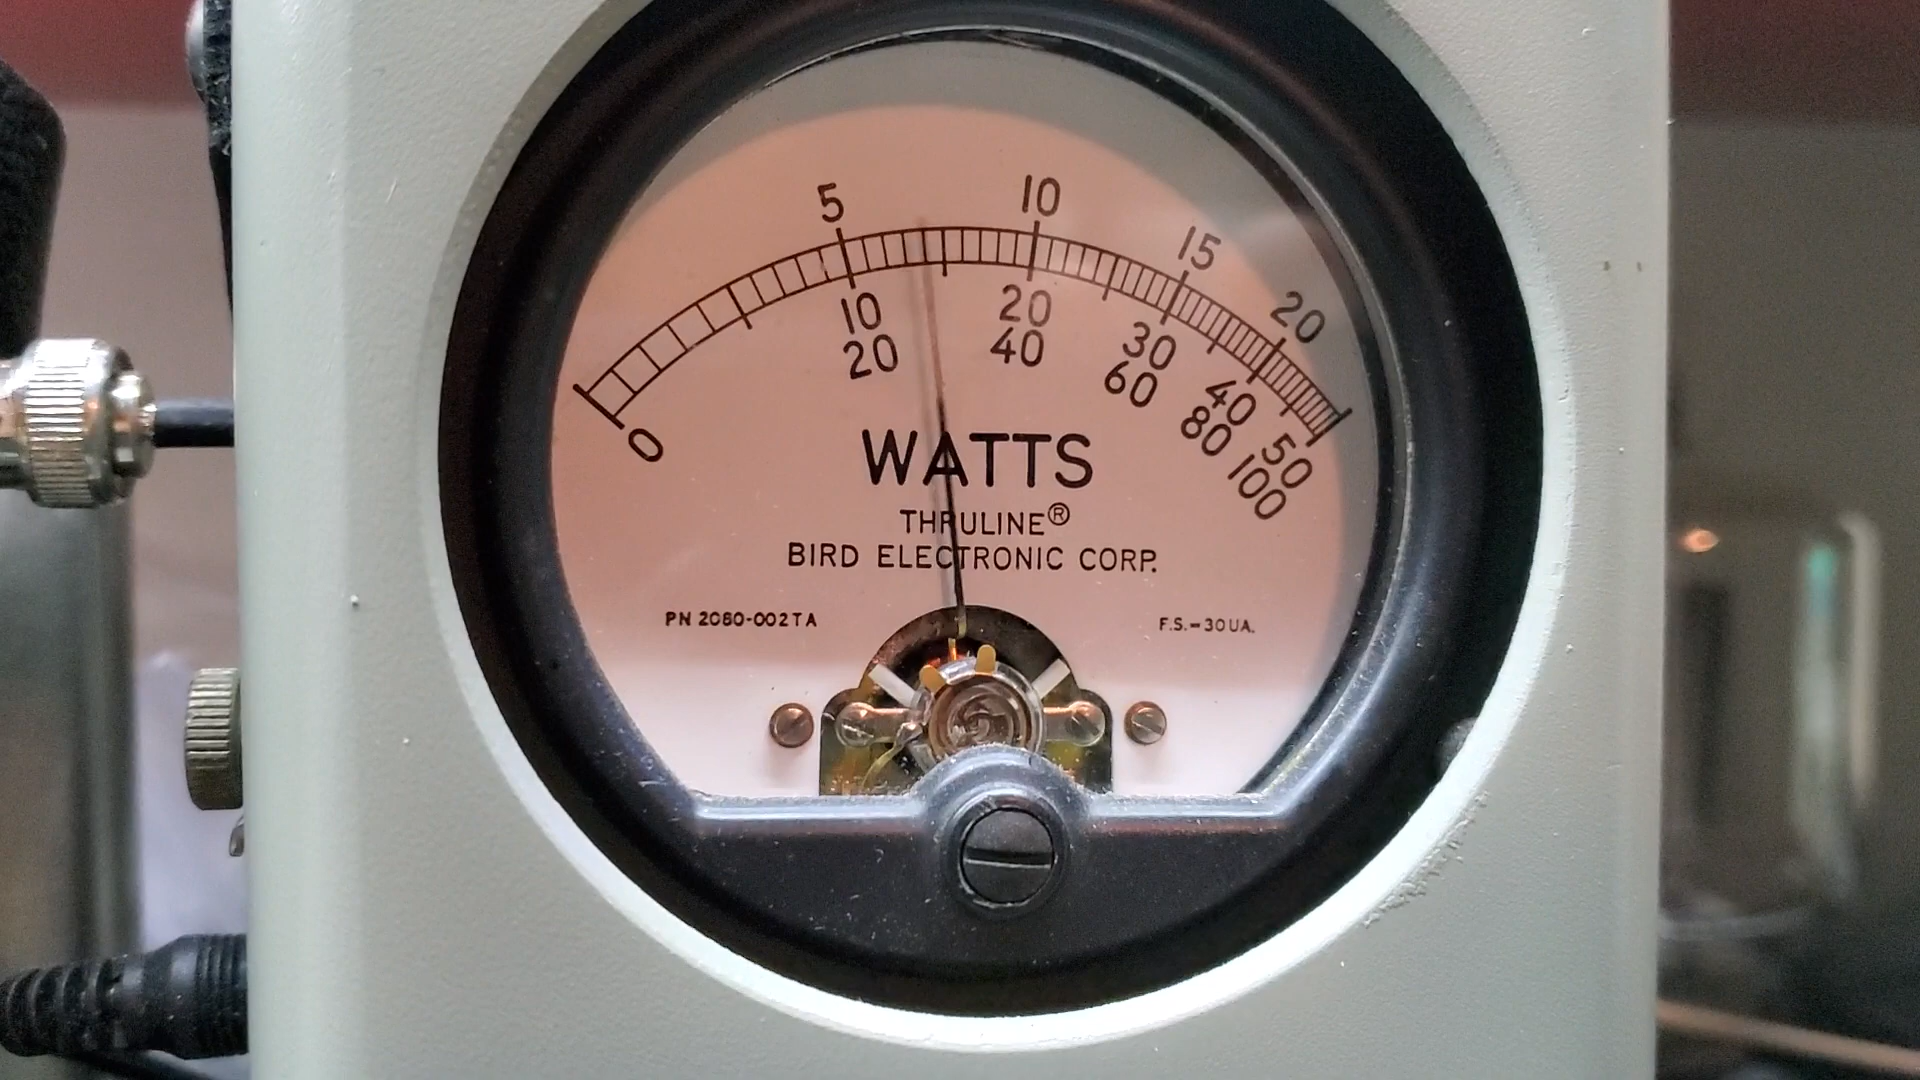 5 10 15 20
0 10 20 30 40 50
20 40 60 80 100
WATTS
THRULINE®
BIRD ELECTRONIC CORP.
PN 2080-002TA F.S.=30UA.